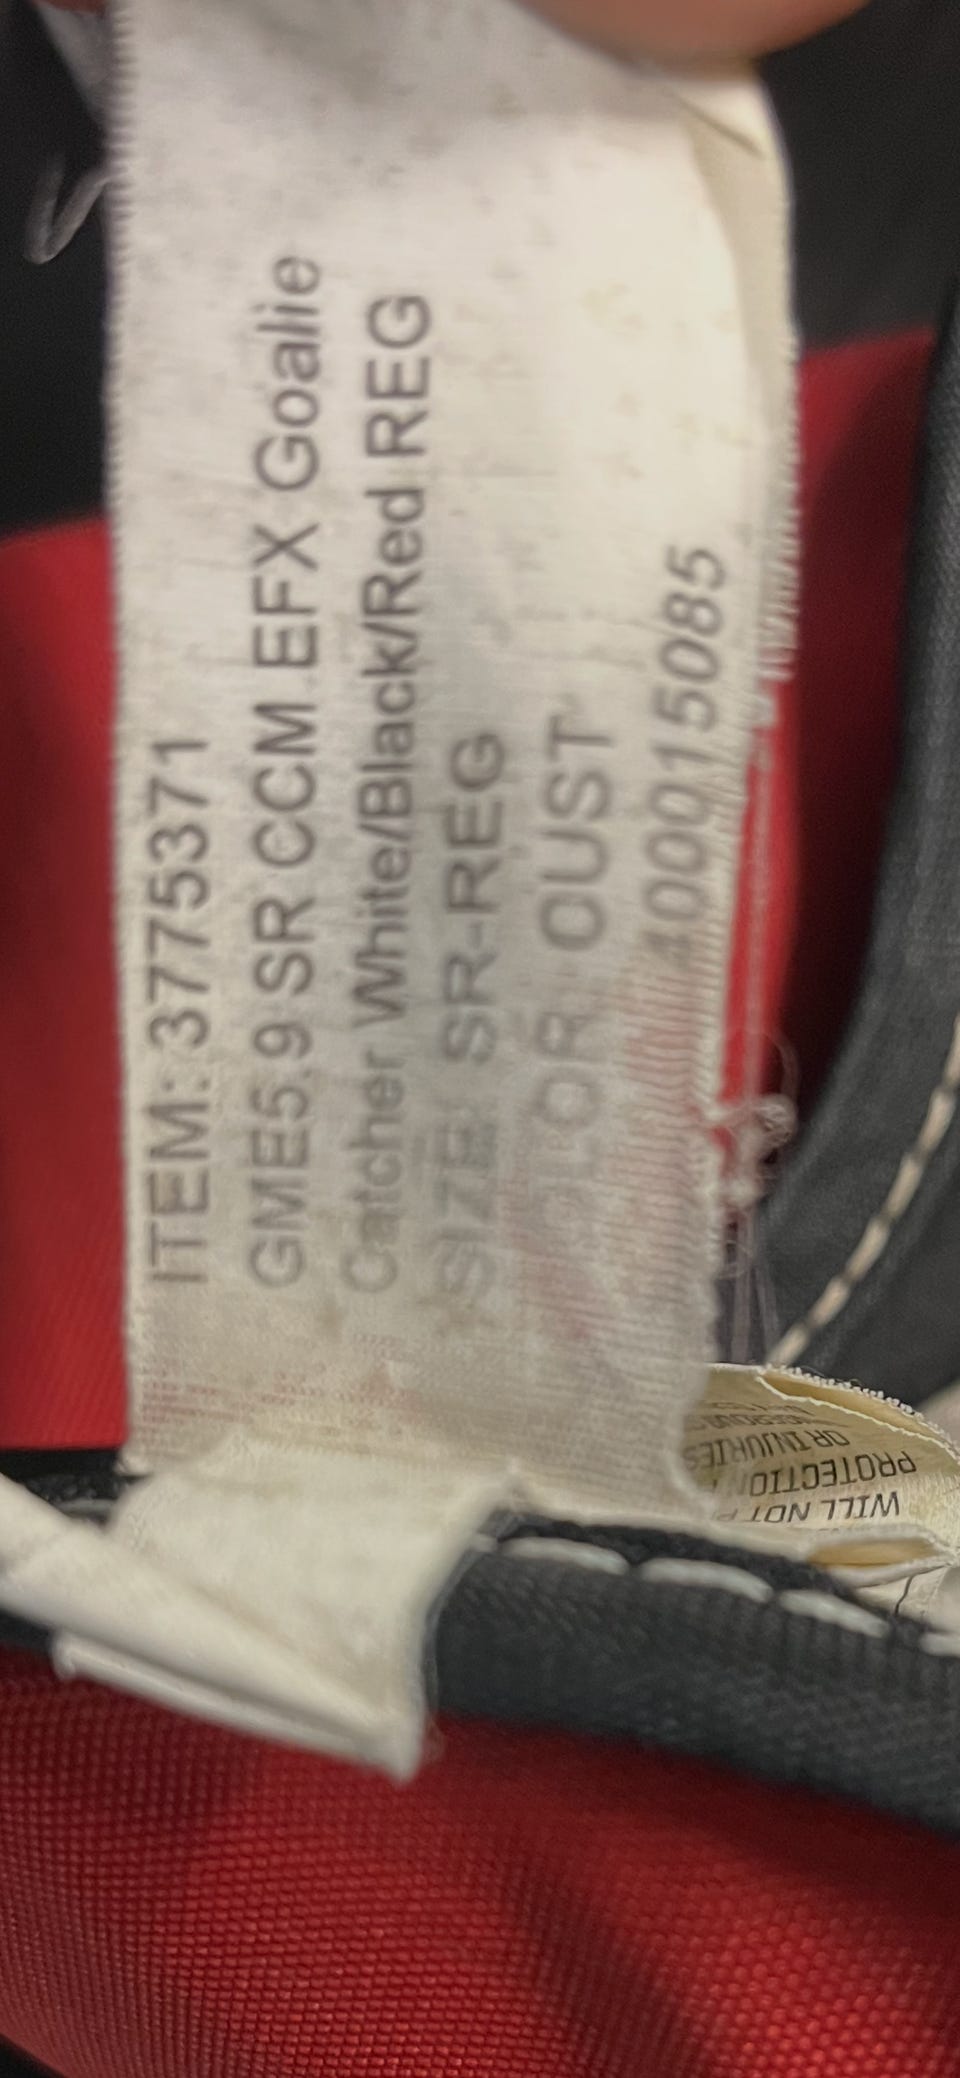 ITEM: 3775371
GME5.9 SR CCM EFX Goalie
Catcher White/Black/Red REG
SIZE: SR-REG
COLOR: CUST
400015085
WILL NOT
PROTECTION
OR INJURIES